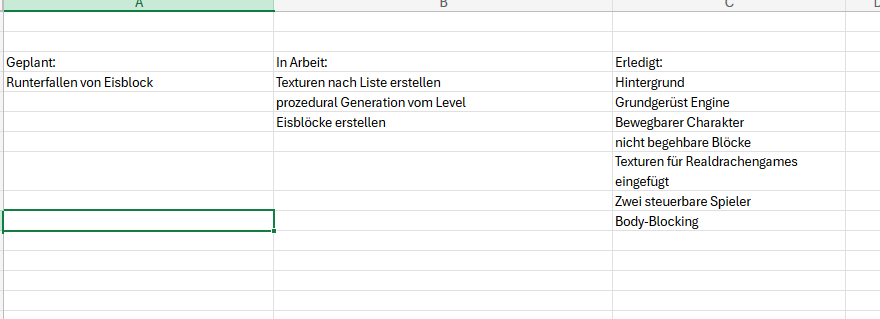 A B C
Geplant: In Arbeit: Erledigt:
Runterfallen von Eisblock Texturen nach Liste erstellen Hintergrund
prozedural Generation vom Level Grundgerüst Engine
Eisblöcke erstellen Bewegbarer Charakter
nicht begehbare Blöcke
Texturen für Realdrachengames
eingefügt
Zwei steuerbare Spieler
Body-Blocking